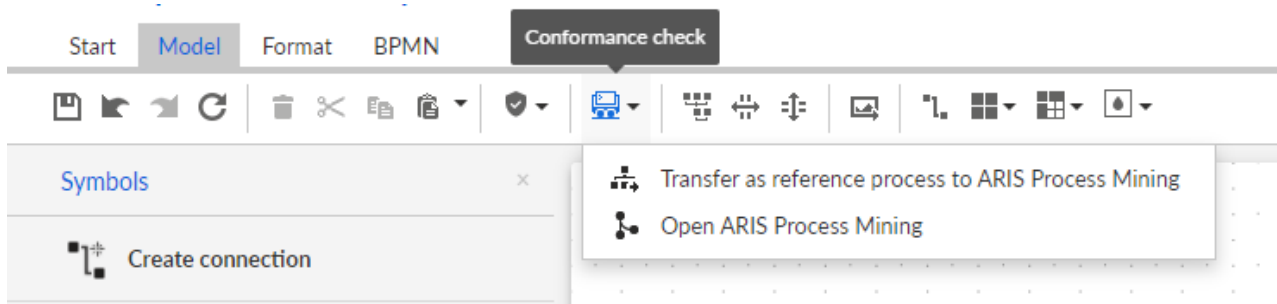 Conformance check
Start Model Format BPMN
Transfer as reference process to ARIS Process Mining
Open ARIS Process Mining
Symbols
Create connection